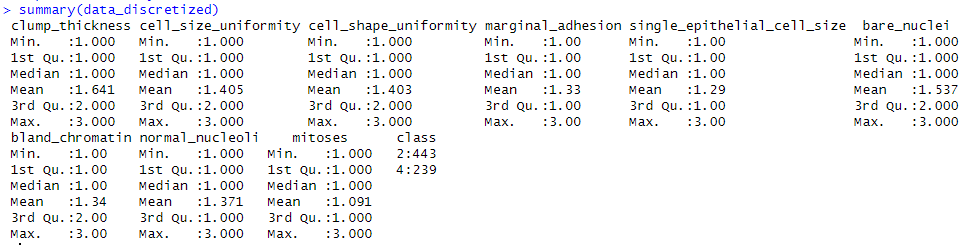 > summary(data_discretized)
 clump_thickness cell_size_uniformity cell_shape_uniformity marginal_adhesion single_epithelial_cell_size  bare_nuclei
 Min.   :1.000   Min.   :1.000        Min.   :1.000         Min.   :1.00      Min.   :1.00                Min.   :1.000
 1st Qu.:1.000   1st Qu.:1.000        1st Qu.:1.000         1st Qu.:1.00      1st Qu.:1.00                1st Qu.:1.000
 Median :1.000   Median :1.000        Median :1.000         Median :1.00      Median :1.00                Median :1.000
 Mean   :1.641   Mean   :1.405        Mean   :1.403         Mean   :1.33      Mean   :1.29                Mean   :1.537
 3rd Qu.:2.000   3rd Qu.:2.000        3rd Qu.:2.000         3rd Qu.:1.00      3rd Qu.:1.00                3rd Qu.:2.000
 Max.   :3.000   Max.   :3.000        Max.   :3.000         Max.   :3.00      Max.   :3.00                Max.   :3.000
 bland_chromatin normal_nucleoli    mitoses      class
 Min.   :1.00    Min.   :1.000   Min.   :1.000   2:443
 1st Qu.:1.00    1st Qu.:1.000   1st Qu.:1.000   4:239
 Median :1.00    Median :1.000   Median :1.000
 Mean   :1.34    Mean   :1.371   Mean   :1.091
 3rd Qu.:2.00    3rd Qu.:1.000   3rd Qu.:1.000
 Max.   :3.00    Max.   :3.000   Max.   :3.000